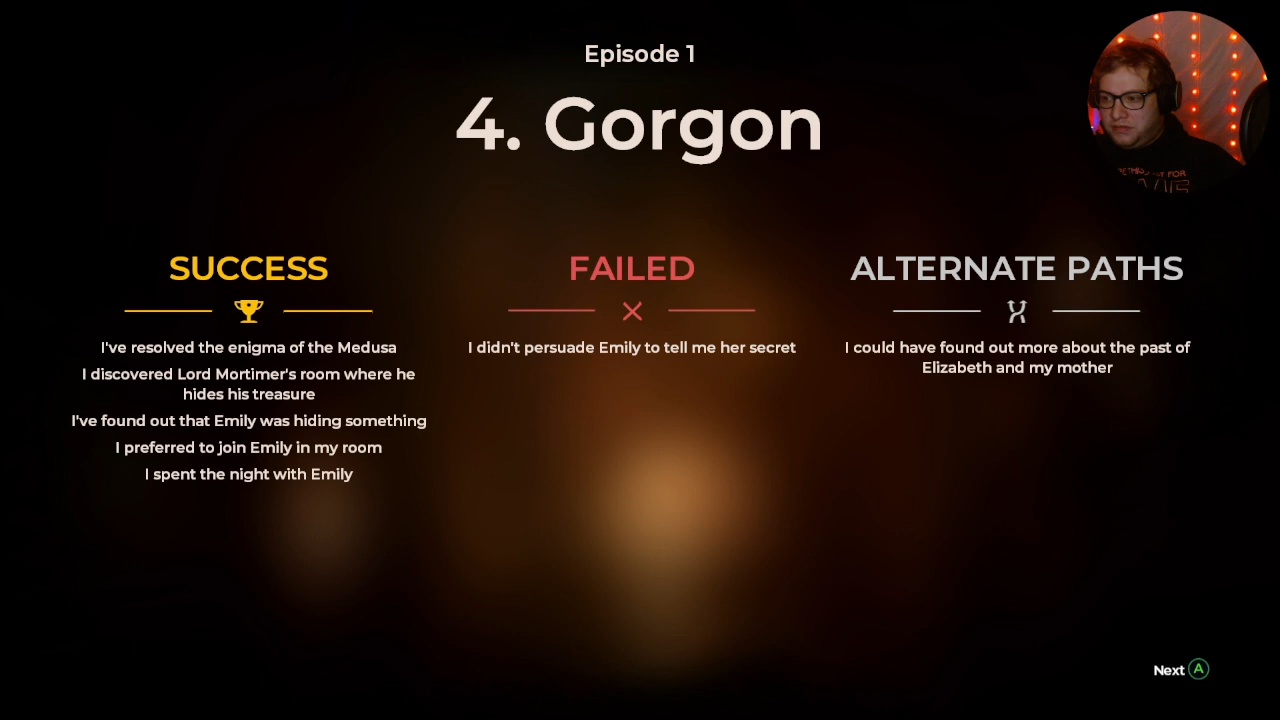 Episode 1
4. Gorgon
SUCCESS
I've resolved the enigma of the Medusa
I discovered Lord Mortimer's room where he
hides his treasure
I've found out that Emily was hiding something
I preferred to join Emily in my room
I spent the night with Emily
FAILED
I didn't persuade Emily to tell me her secret
ALTERNATE PATHS
I could have found out more about the past of
Elizabeth and my mother
Next A